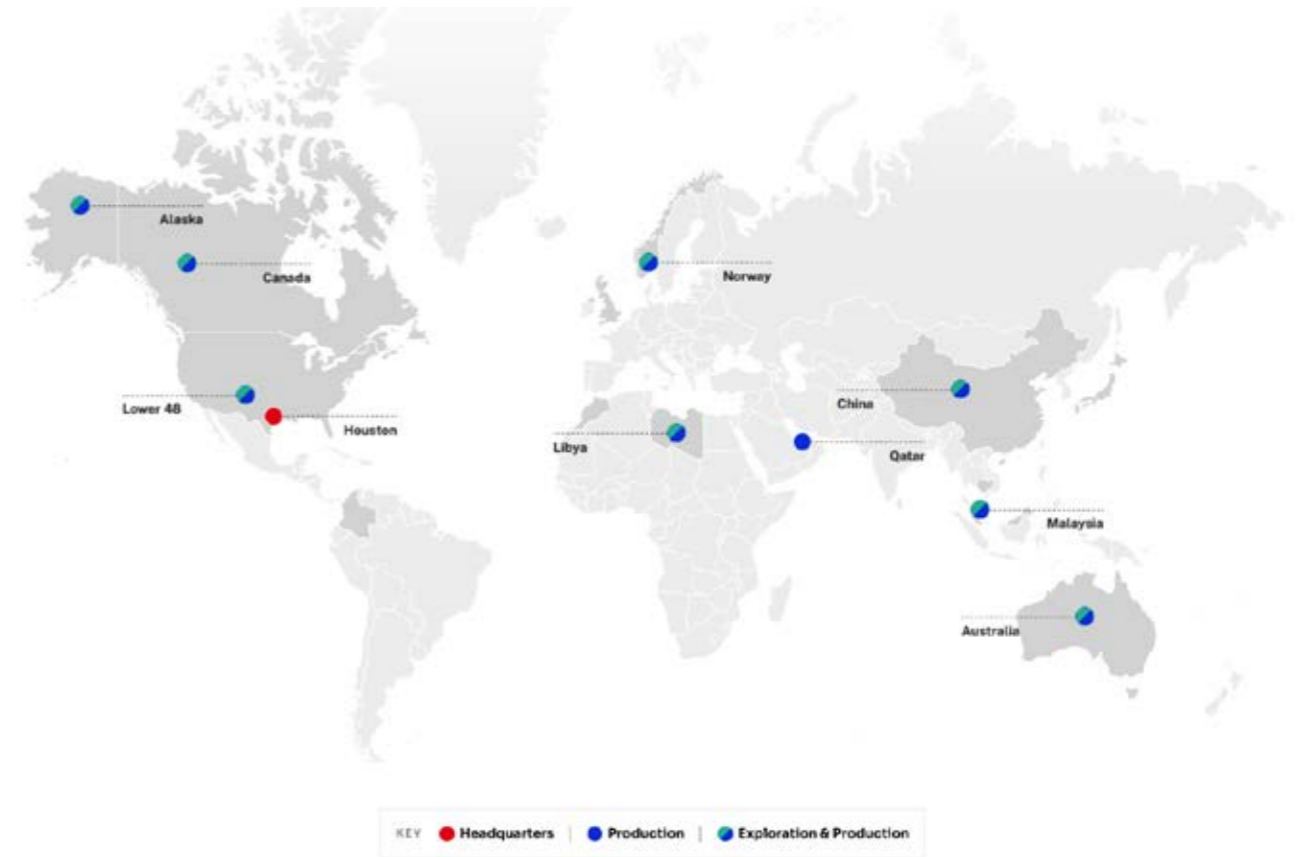 Alaska
Canada
Norway
Lower 48
Houston
China
Libya
Qatar
Malaysia
Australia
KEY Headquarters | Production | Exploration & Production